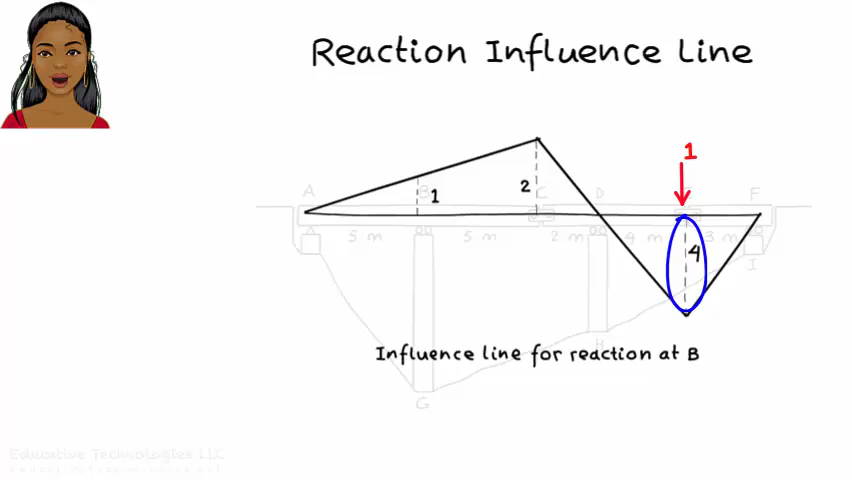 Reaction Influence Line
1
A B C D E F
1
2
5 m 5 m 2 m 4 m 3 m
4
I
Influence line for reaction at B
H
G
Educative Technologies LLC